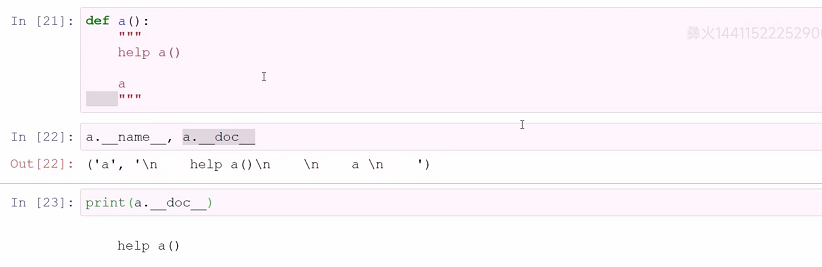 In [21]: def a():
"""
help a()
a
"""
彝火1441152225290
In [22]: a.__name__, a.__doc__
Out[22]: ('a', '\n    help a()\n    \n    a \n    ')
In [23]: print(a.__doc__)
help a()